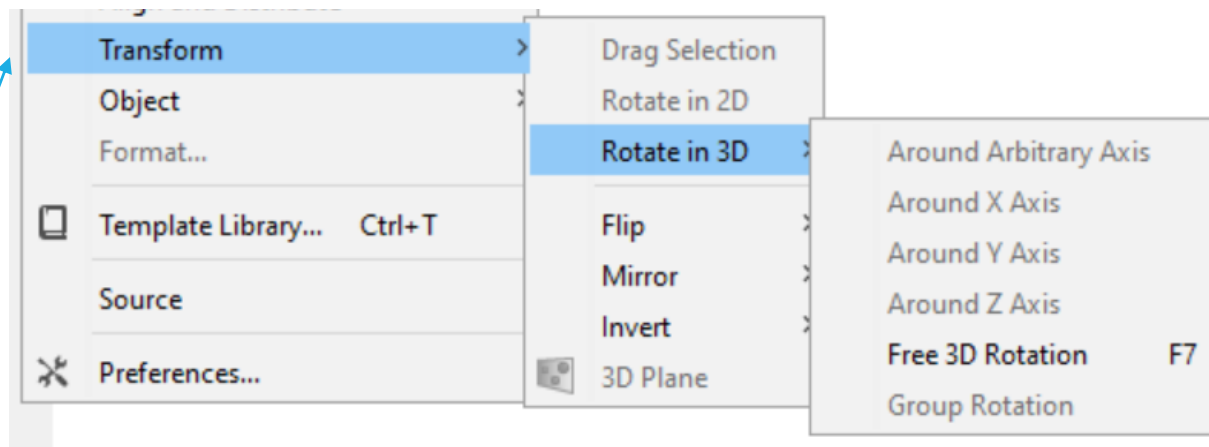 Transform
Object
Format...
Template Library... Ctrl+T
Source
Preferences...
Drag Selection
Rotate in 2D
Rotate in 3D
Flip
Mirror
Invert
3D Plane
Around Arbitrary Axis
Around X Axis
Around Y Axis
Around Z Axis
Free 3D Rotation F7
Group Rotation